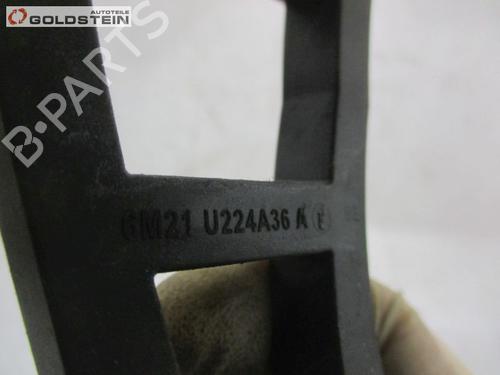 AUTOTEILE
GOLDSTEIN
B-PARTS
6M21 U224A36 A